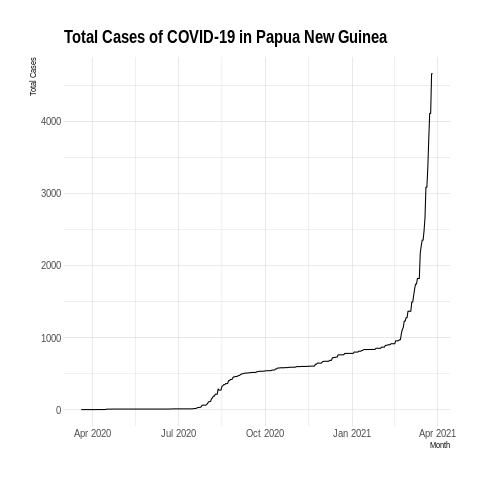 Total Cases of COVID-19 in Papua New Guinea
Total Cases
4000
3000
2000
1000
0
Apr 2020 Jul 2020 Oct 2020 Jan 2021 Apr 2021
Month